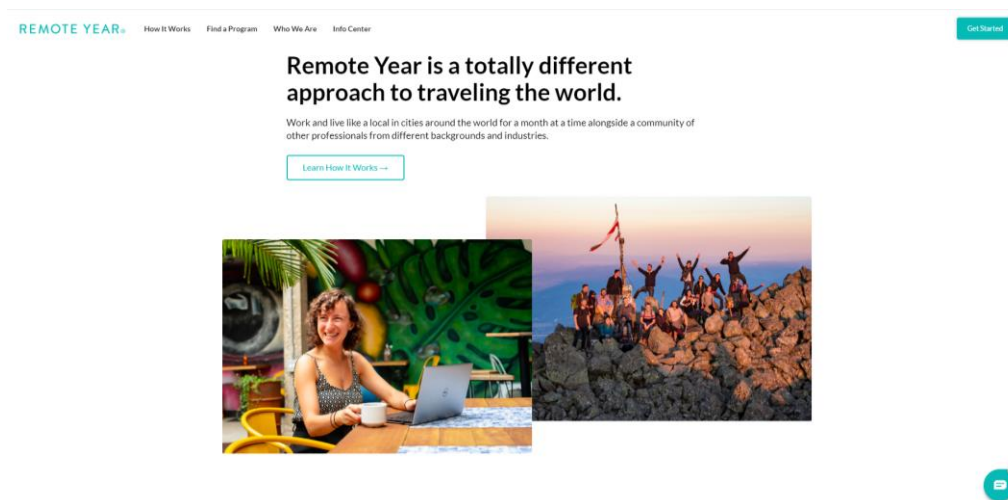 REMOTE YEAR®
How It Works
Find a Program
Who We Are
Info Center
Get Started
Remote Year is a totally different
approach to traveling the world.
Work and live like a local in cities around the world for a month at a time alongside a community of
other professionals from different backgrounds and industries.
Learn How It Works →